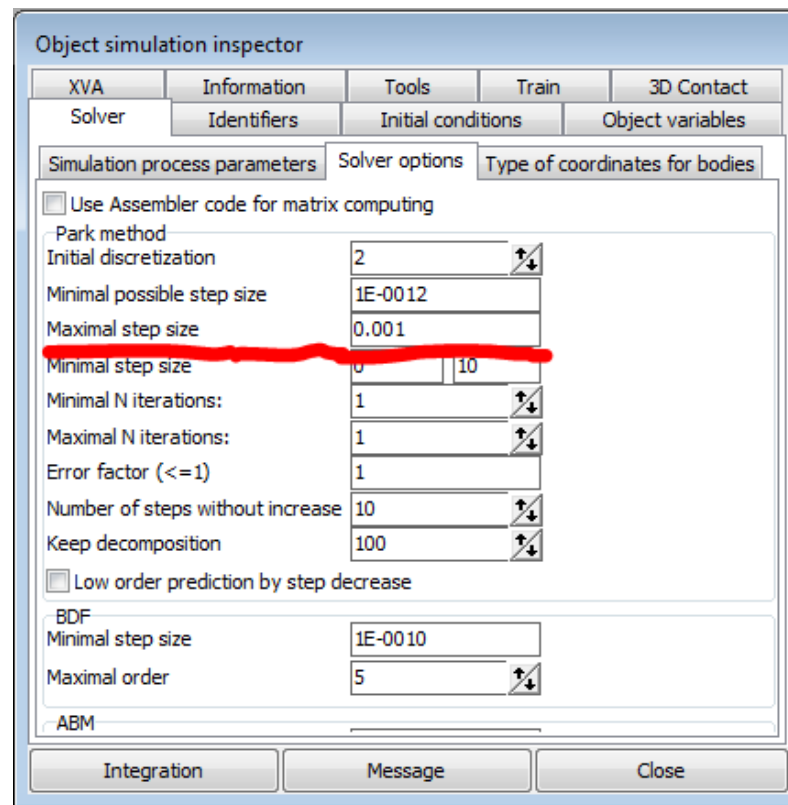 Object simulation inspector
XVA Information Tools Train 3D Contact
Solver Identifiers Initial conditions Object variables
Simulation process parameters Solver options Type of coordinates for bodies
Use Assembler code for matrix computing
Park method
Initial discretization 2
Minimal possible step size 1E-0012
Maximal step size 0.001
Minimal step size 0 10
Minimal N iterations: 1
Maximal N iterations: 1
Error factor (<=1) 1
Number of steps without increase 10
Keep decomposition 100
Low order prediction by step decrease
BDF
Minimal step size 1E-0010
Maximal order 5
ABM
Integration Message Close